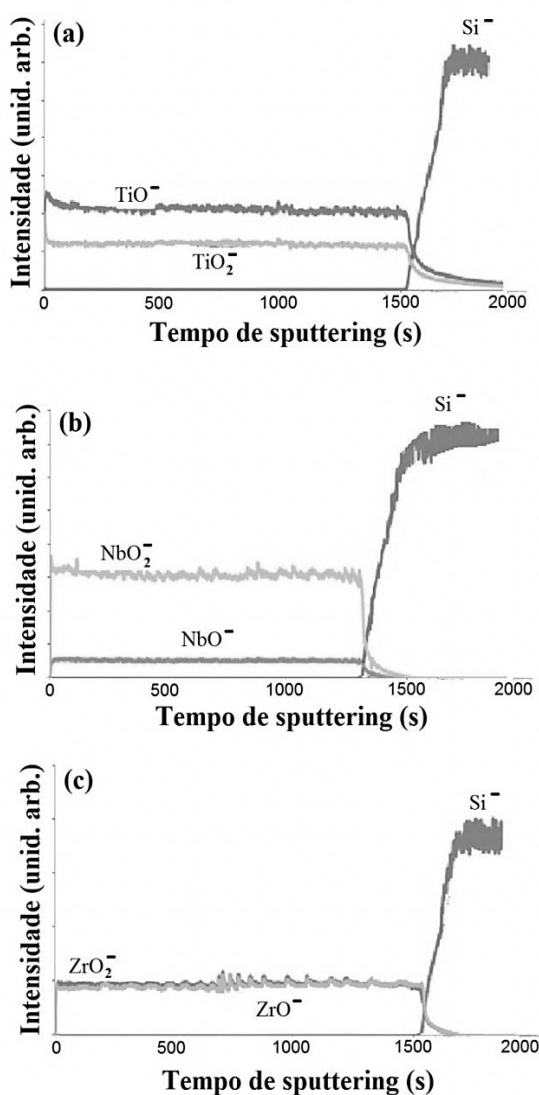 (a)
Si⁻
Intensidade (unid. arb.)
TiO⁻
TiO₂⁻
0
500
1000
1500
2000
Tempo de sputtering (s)
(b)
Si⁻
Intensidade (unid. arb.)
NbO₂⁻
NbO⁻
0
500
1000
1500
2000
Tempo de sputtering (s)
(c)
Si⁻
Intensidade (unid. arb.)
ZrO₂⁻
ZrO⁻
0
500
1000
1500
2000
Tempo de sputtering (s)